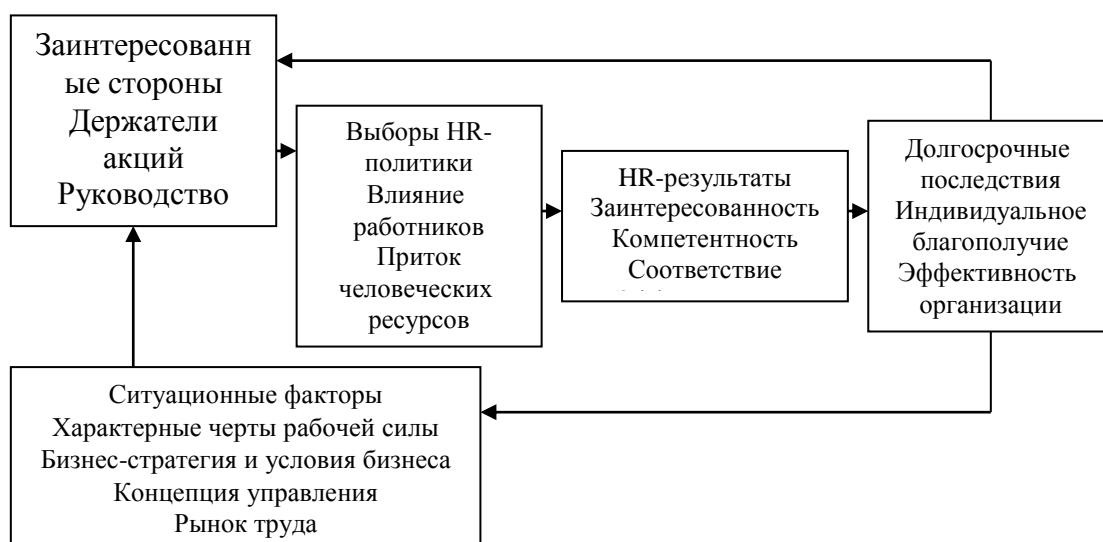 Заинтересованн
ые стороны
Держатели
акций
Руководство
Выборы HR-
политики
Влияние
работников
Приток
человеческих
ресурсов
HR-результаты
Заинтересованность
Компетентность
Соответствие
Долгосрочные
последствия
Индивидуальное
благополучие
Эффективность
организации
Ситуационные факторы
Характерные черты рабочей силы
Бизнес-стратегия и условия бизнеса
Концепция управления
Рынок труда